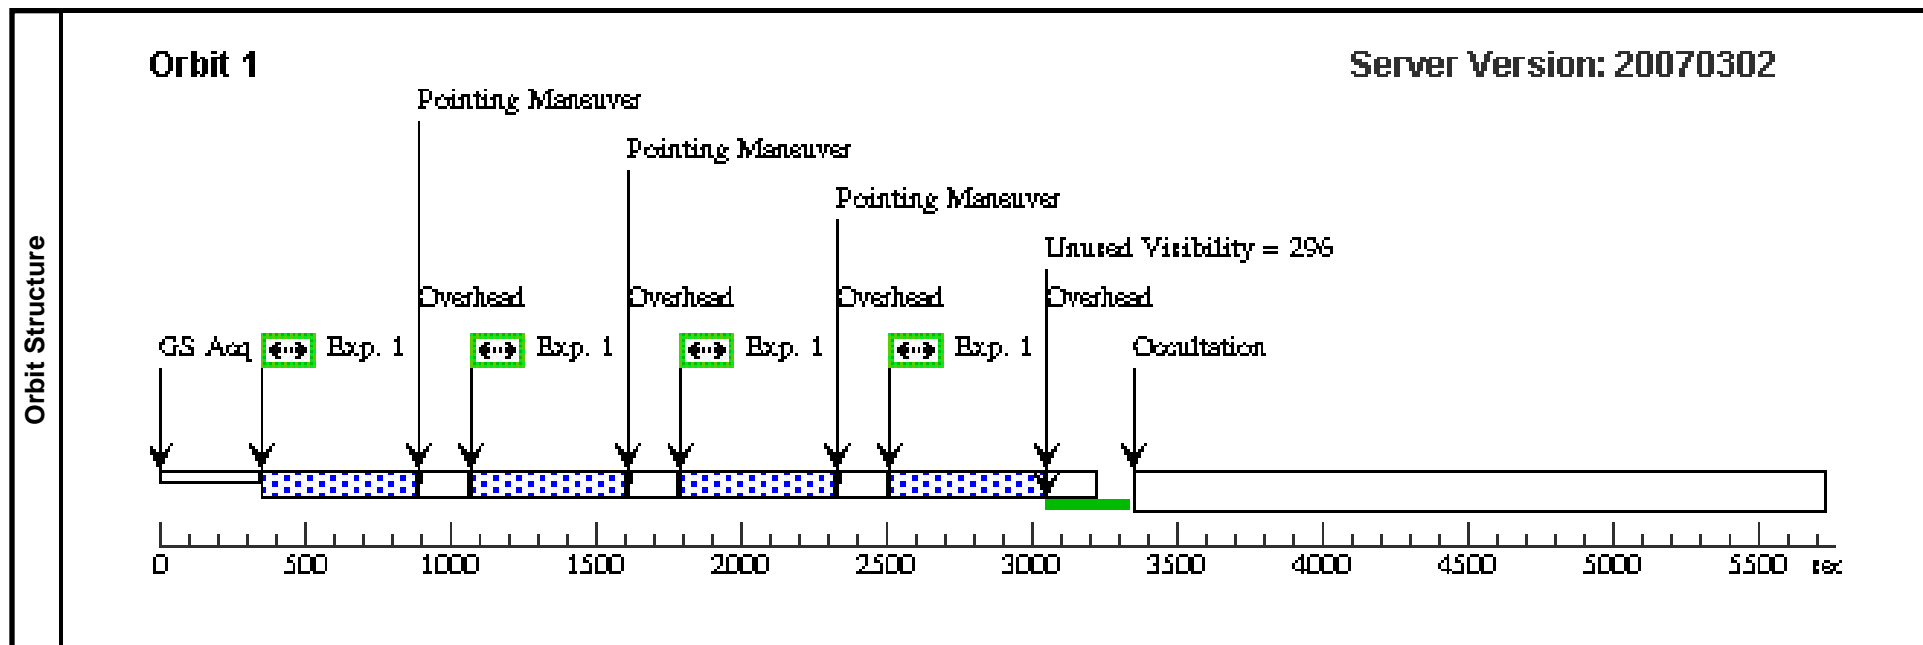 Orbit Structure
Orbit 1
Server Version: 20070302
Pointing Maneuver
Pointing Maneuver
Pointing Maneuver
Unused Visibility = 296
Overhead Overhead Overhead Overhead
GS Acq Exp. 1 Exp. 1 Exp. 1 Exp. 1 Occultation
0 500 1000 1500 2000 2500 3000 3500 4000 4500 5000 5500 sec